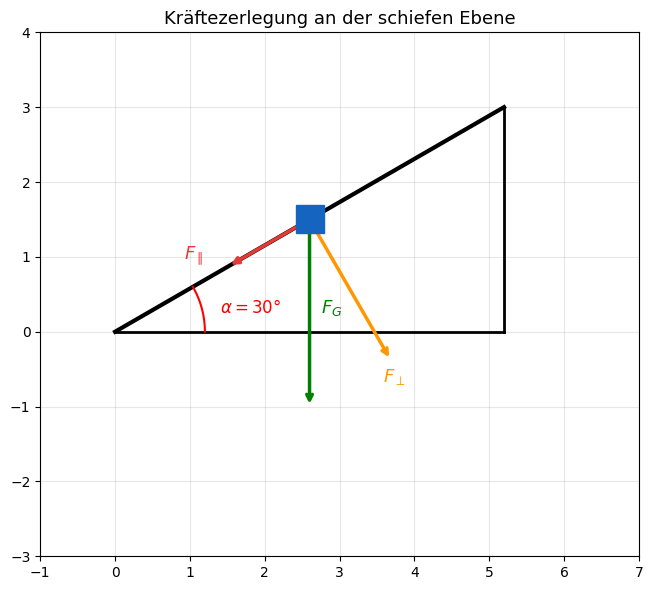 Kräftezerlegung an der schiefen Ebene
4
3
2
1
0
−1
−2
−3
F∥
α = 30°
F_G
F⊥
−1 0 1 2 3 4 5 6 7